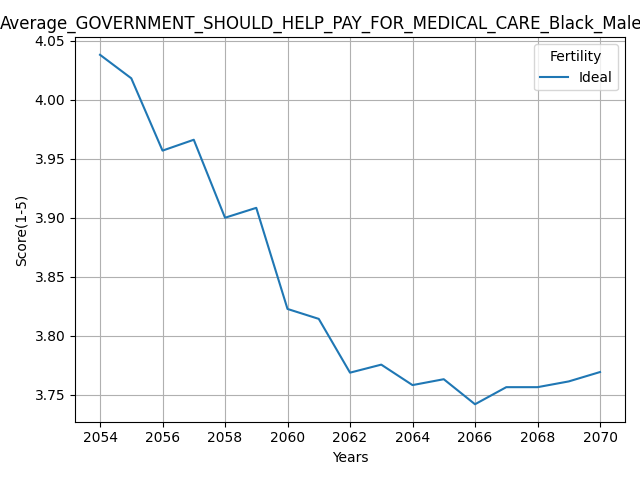 Average_GOVERNMENT_SHOULD_HELP_PAY_FOR_MEDICAL_CARE_Black_Male
4.05
4.00
3.95
3.90
3.85
3.80
3.75
Score(1-5)
Fertility
Ideal
2054 2056 2058 2060 2062 2064 2066 2068 2070
Years